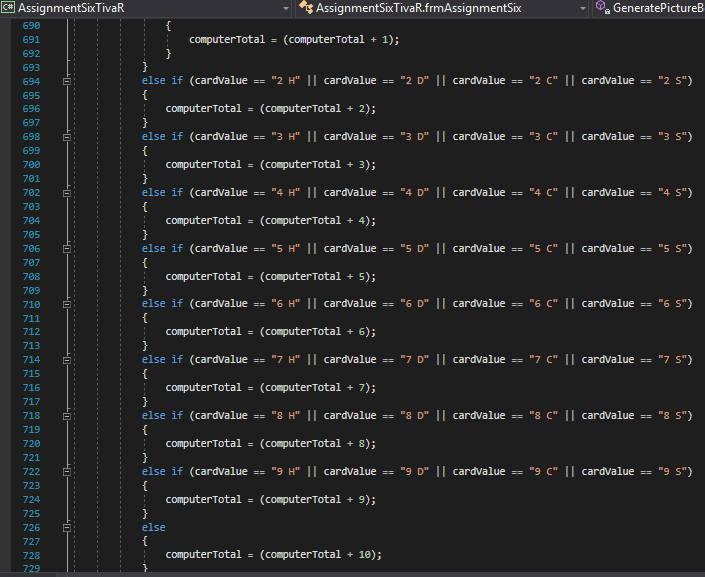 AssignmentSixTivaR AssignmentSixTivaR.frmAssignmentSix GeneratePictureB
690 {
691 computerTotal = (computerTotal + 1);
692 }
693 }
694 else if (cardValue == "2 H" || cardValue == "2 D" || cardValue == "2 C" || cardValue == "2 S")
695 {
696 computerTotal = (computerTotal + 2);
697 }
698 else if (cardValue == "3 H" || cardValue == "3 D" || cardValue == "3 C" || cardValue == "3 S")
699 {
700 computerTotal = (computerTotal + 3);
701 }
702 else if (cardValue == "4 H" || cardValue == "4 D" || cardValue == "4 C" || cardValue == "4 S")
703 {
704 computerTotal = (computerTotal + 4);
705 }
706 else if (cardValue == "5 H" || cardValue == "5 D" || cardValue == "5 C" || cardValue == "5 S")
707 {
708 computerTotal = (computerTotal + 5);
709 }
710 else if (cardValue == "6 H" || cardValue == "6 D" || cardValue == "6 C" || cardValue == "6 S")
711 {
712 computerTotal = (computerTotal + 6);
713 }
714 else if (cardValue == "7 H" || cardValue == "7 D" || cardValue == "7 C" || cardValue == "7 S")
715 {
716 computerTotal = (computerTotal + 7);
717 }
718 else if (cardValue == "8 H" || cardValue == "8 D" || cardValue == "8 C" || cardValue == "8 S")
719 {
720 computerTotal = (computerTotal + 8);
721 }
722 else if (cardValue == "9 H" || cardValue == "9 D" || cardValue == "9 C" || cardValue == "9 S")
723 {
724 computerTotal = (computerTotal + 9);
725 }
726 else
727 {
728 computerTotal = (computerTotal + 10);
729 }